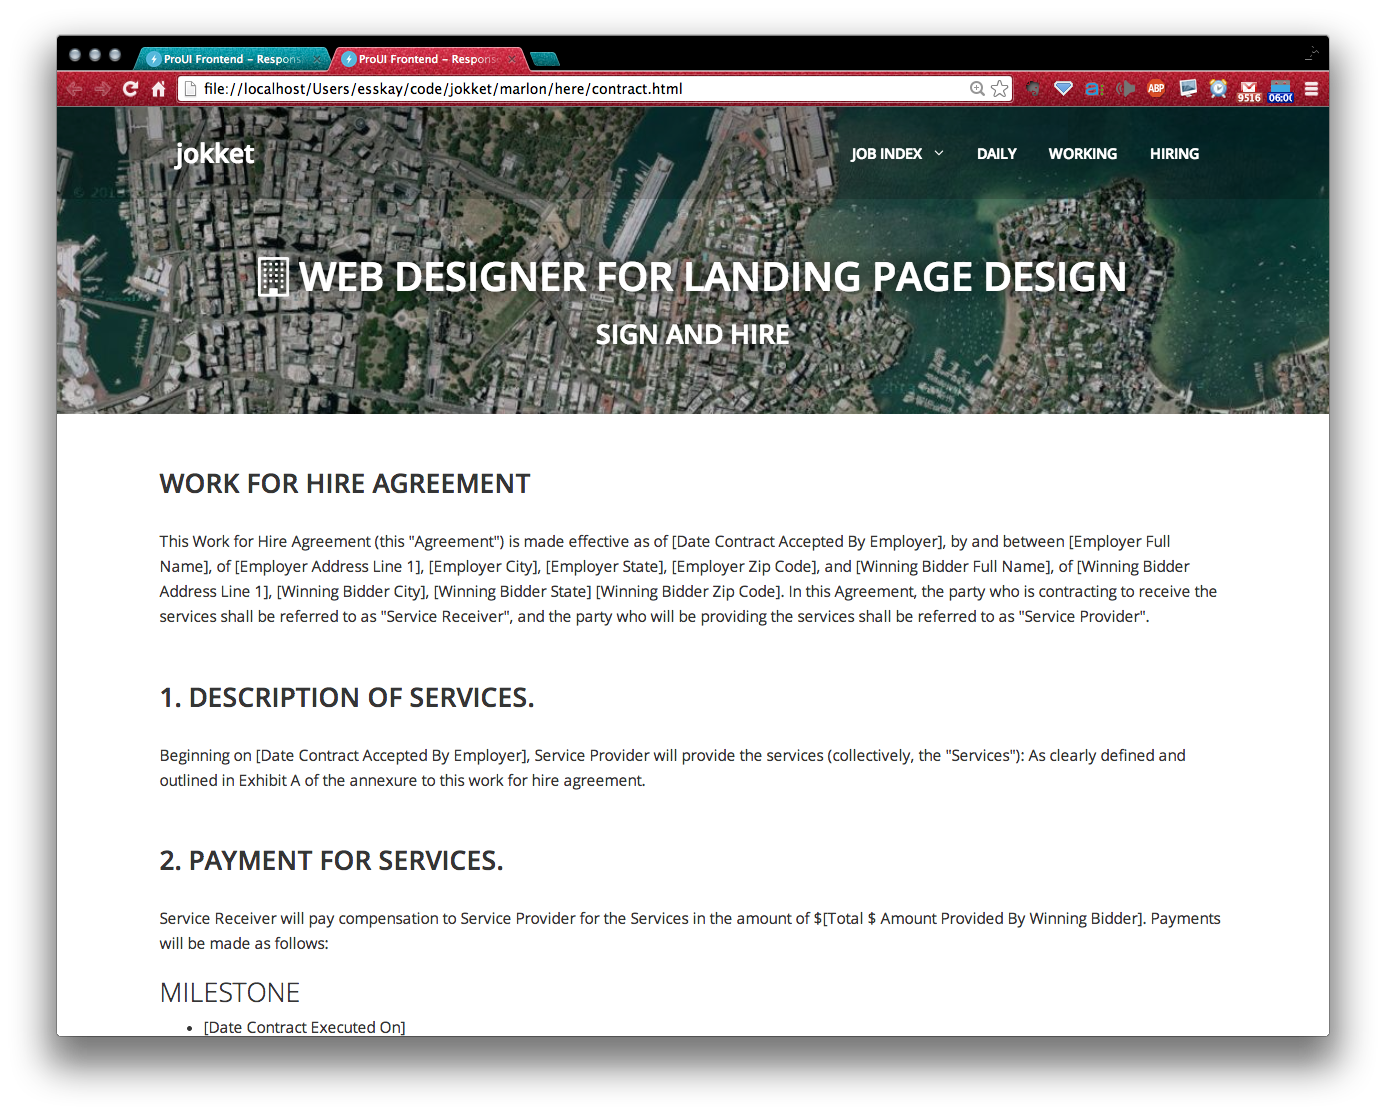 ProUI Frontend – Respons
ProUI Frontend – Respons
file://localhost/Users/esskay/code/jokket/marlon/here/contract.html
ABP
9516
06:00
jokket
JOB INDEX
DAILY
WORKING
HIRING
WEB DESIGNER FOR LANDING PAGE DESIGN
SIGN AND HIRE
WORK FOR HIRE AGREEMENT
This Work for Hire Agreement (this "Agreement") is made effective as of [Date Contract Accepted By Employer], by and between [Employer Full
Name], of [Employer Address Line 1], [Employer City], [Employer State], [Employer Zip Code], and [Winning Bidder Full Name], of [Winning Bidder
Address Line 1], [Winning Bidder City], [Winning Bidder State] [Winning Bidder Zip Code]. In this Agreement, the party who is contracting to receive the
services shall be referred to as "Service Receiver", and the party who will be providing the services shall be referred to as "Service Provider".
1. DESCRIPTION OF SERVICES.
Beginning on [Date Contract Accepted By Employer], Service Provider will provide the services (collectively, the "Services"): As clearly defined and
outlined in Exhibit A of the annexure to this work for hire agreement.
2. PAYMENT FOR SERVICES.
Service Receiver will pay compensation to Service Provider for the Services in the amount of $[Total $ Amount Provided By Winning Bidder]. Payments
will be made as follows:
MILESTONE
• [Date Contract Executed On]